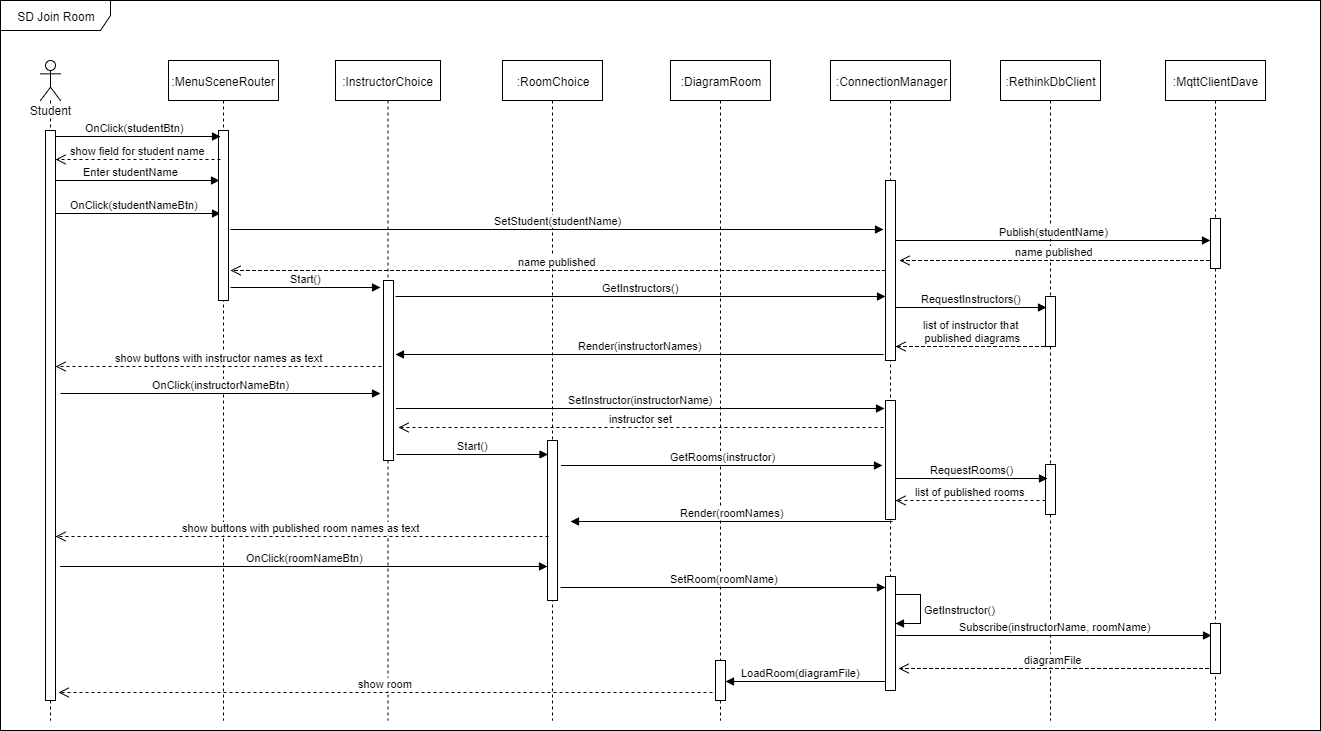 SD Join Room
Student
:MenuSceneRouter
:InstructorChoice
:RoomChoice
:DiagramRoom
:ConnectionManager
:RethinkDbClient
:MqttClientDave
OnClick(studentBtn)
show field for student name
Enter studentName
OnClick(studentNameBtn)
SetStudent(studentName)
Publish(studentName)
name published
name published
Start()
GetInstructors()
RequestInstructors()
list of instructor that
published diagrams
Render(instructorNames)
show buttons with instructor names as text
OnClick(instructorNameBtn)
SetInstructor(instructorName)
instructor set
Start()
GetRooms(instructor)
RequestRooms()
list of published rooms
Render(roomNames)
show buttons with published room names as text
OnClick(roomNameBtn)
SetRoom(roomName)
GetInstructor()
Subscribe(instructorName, roomName)
diagramFile
LoadRoom(diagramFile)
show room